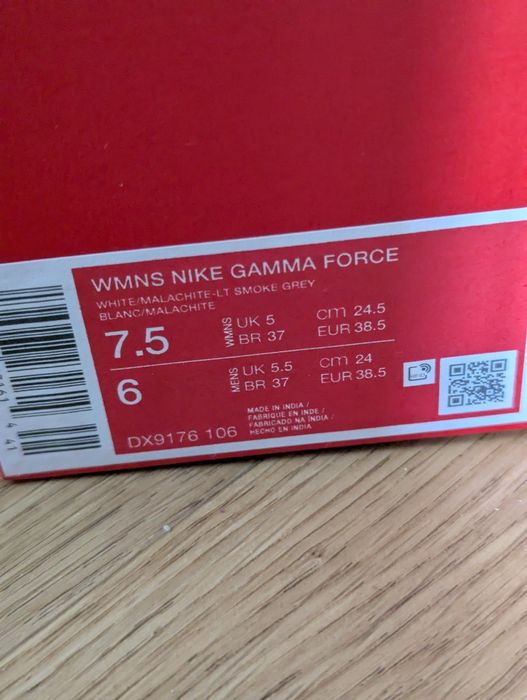 WMNS NIKE GAMMA FORCE
WHITE/MALACHITE-LT SMOKE GREY
BLANC/MALACHITE
7.5 WMNS UK 5 cm 24.5
BR 37 EUR 38.5
6 MENS UK 5.5 cm 24
BR 37 EUR 38.5
DX9176 106
MADE IN INDIA /
FABRIQUE EN INDE /
FABRICADO NA ÍNDIA /
HECHO EN INDIA